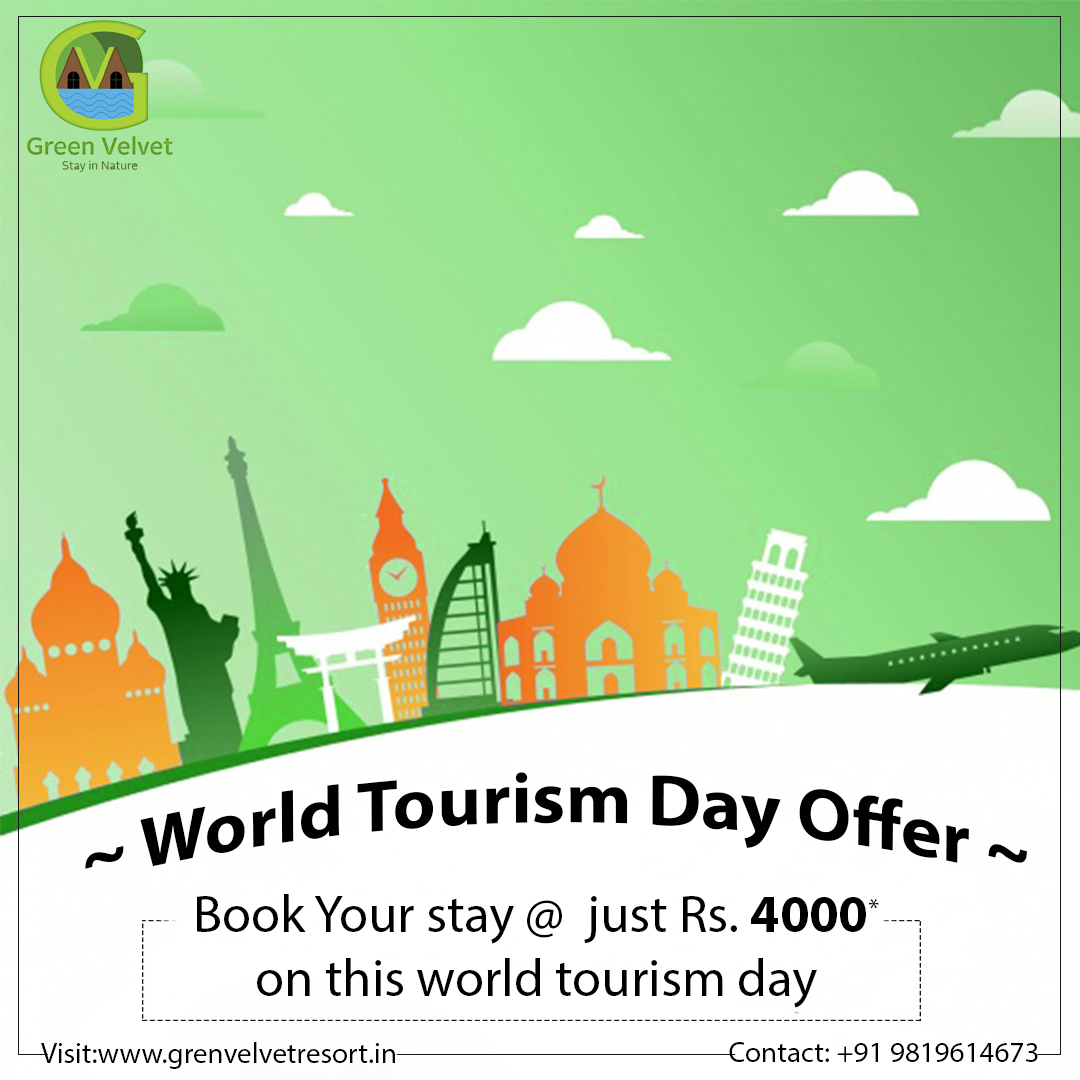 Green Velvet
Stay in Nature
~ World Tourism Day Offer ~
Book Your stay @ just Rs. 4000*
on this world tourism day
Visit:www.grenvelvetresort.in
Contact: +91 9819614673